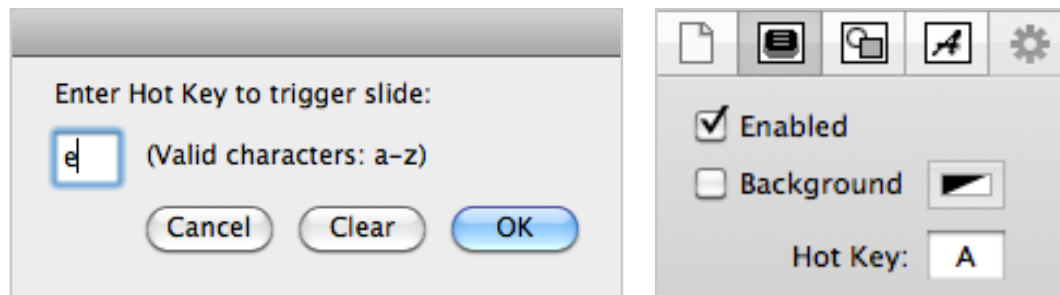 Enter Hot Key to trigger slide:
e (Valid characters: a-z)
Cancel Clear OK
A
Enabled
Background
Hot Key: A